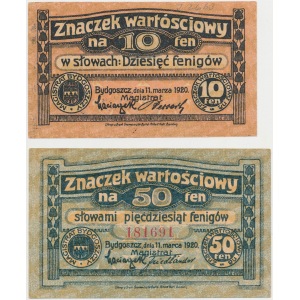 Znaczek wartościowy
na 10 fen
w słowach: Dziesięć fenigów
Bydgoszcz, dnia 11. marca 1920.
Magistrat
10
fen
Znaczek wartościowy
na 50 fen
słowami pięćdziesiąt fenigów
184691
Bydgoszcz, dnia 11. marca 1920.
Magistrat
50
fen